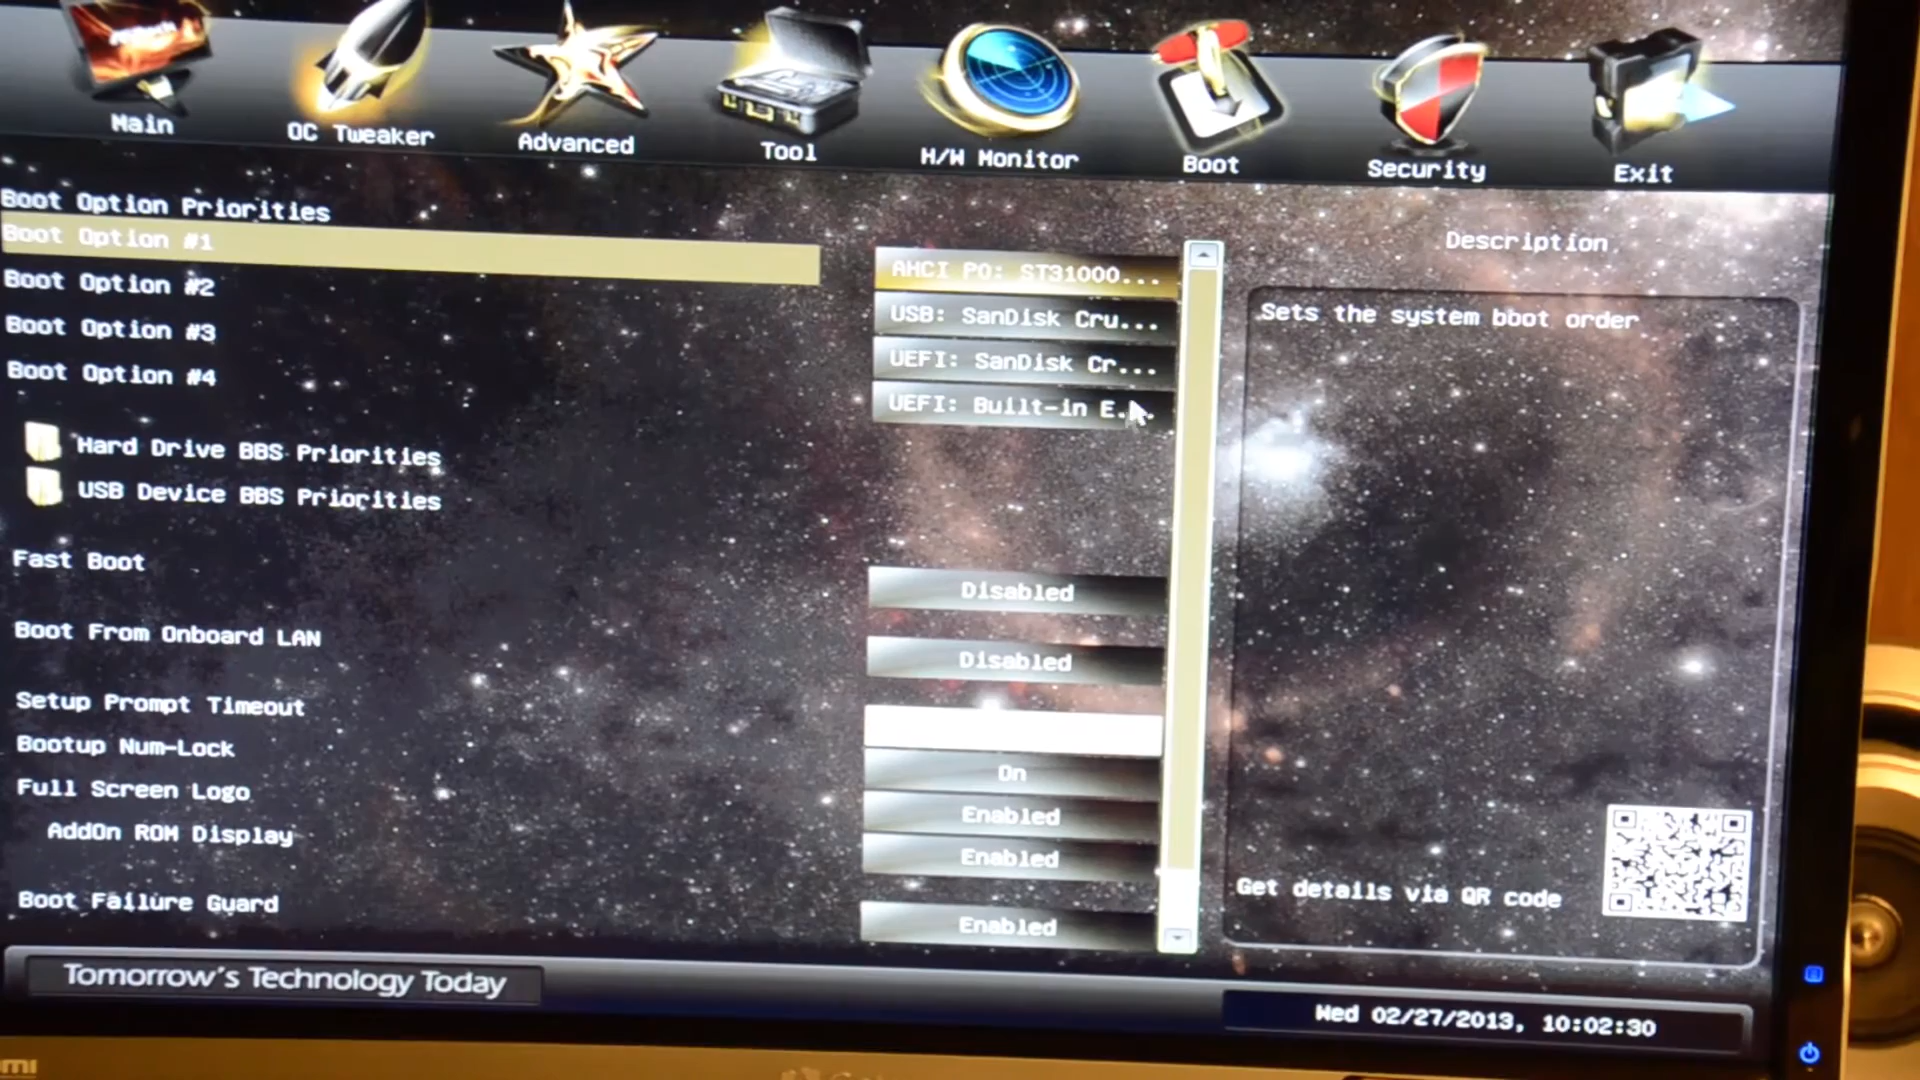 Main
OC Tweaker
Advanced
Tool
H/W Monitor
Boot
Security
Exit
Boot Option Priorities
Boot Option #1
AHCI P0: ST31000...
Boot Option #2
USB: SanDisk Cru...
Boot Option #3
UEFI: SanDisk Cr...
Boot Option #4
UEFI: Built-in E...
Hard Drive BBS Priorities
USB Device BBS Priorities
Fast Boot
Disabled
Boot From Onboard LAN
Disabled
Setup Prompt Timeout
Bootup Num-Lock
On
Full Screen Logo
Enabled
AddOn ROM Display
Enabled
Boot Failure Guard
Enabled
Description
Sets the system boot order
Get details via QR code
Tomorrow's Technology Today
Wed 02/27/2013, 10:02:30